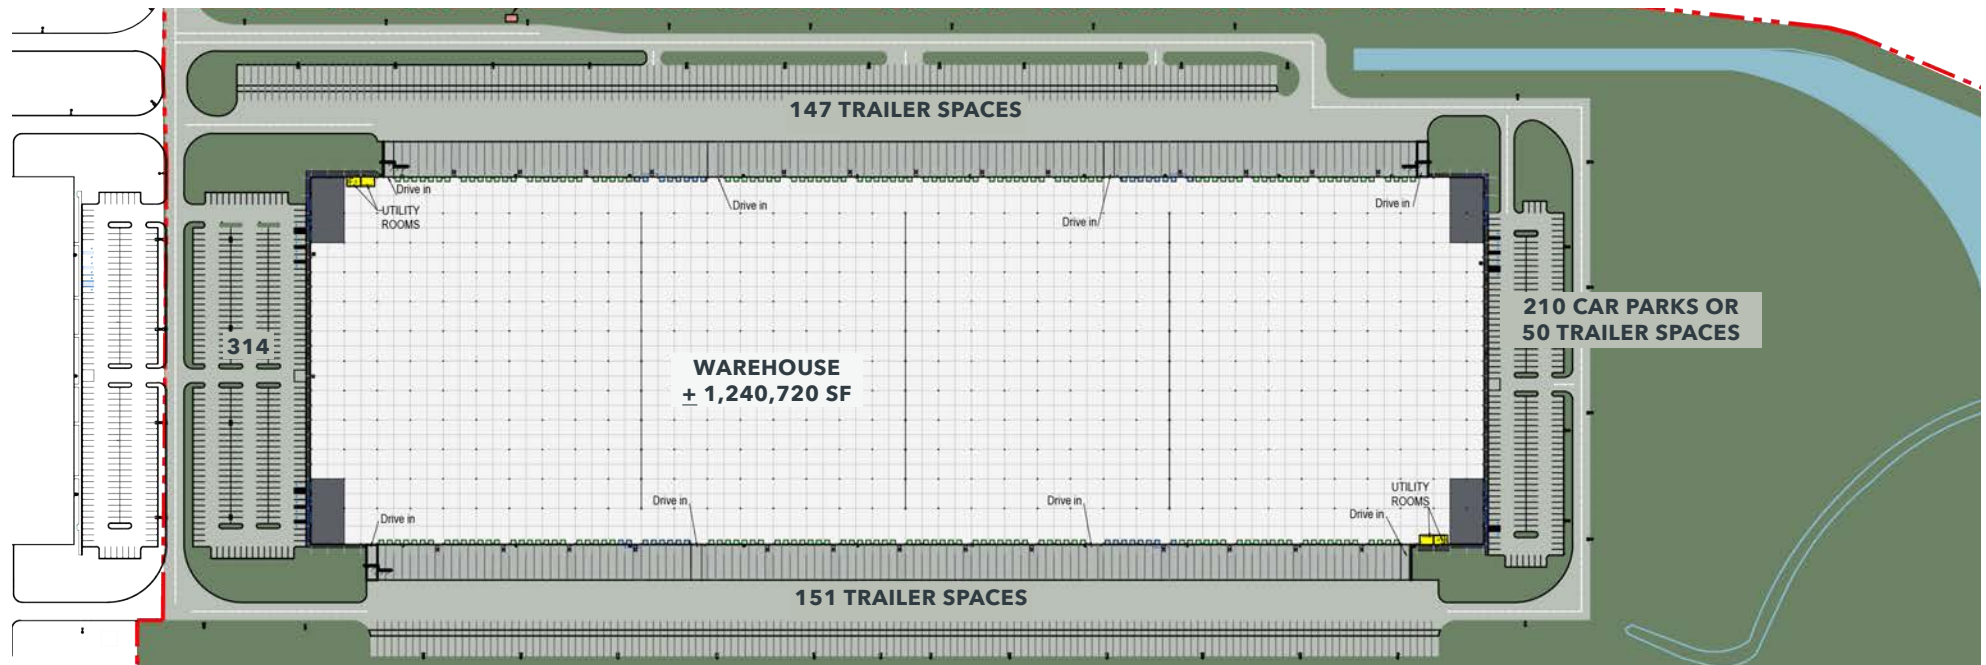 147 TRAILER SPACES
Drive in
UTILITY
ROOMS
Drive in
Drive in
Drive in
314
210 CAR PARKS OR
50 TRAILER SPACES
WAREHOUSE
± 1,240,720 SF
Drive in
Drive in
Drive in
UTILITY
ROOMS
Drive in
151 TRAILER SPACES